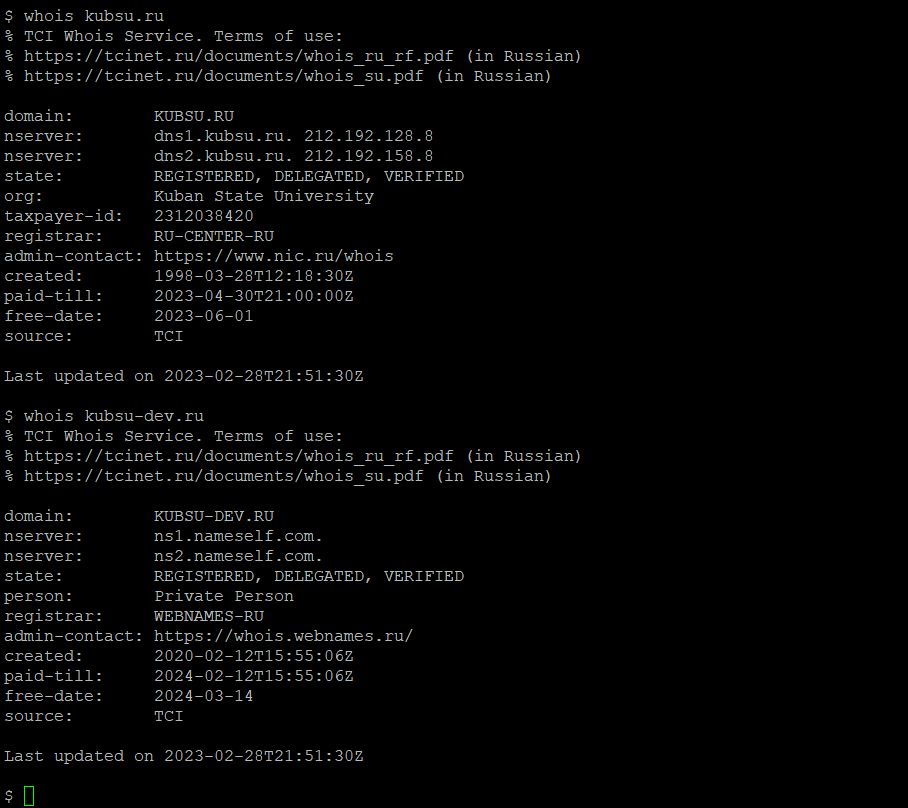 $ whois kubsu.ru
% TCI Whois Service. Terms of use:
% https://tcinet.ru/documents/whois_ru_rf.pdf (in Russian)
% https://tcinet.ru/documents/whois_su.pdf (in Russian)
domain: KUBSU.RU
nserver: dns1.kubsu.ru. 212.192.128.8
nserver: dns2.kubsu.ru. 212.192.158.8
state: REGISTERED, DELEGATED, VERIFIED
org: Kuban State University
taxpayer-id: 2312038420
registrar: RU-CENTER-RU
admin-contact: https://www.nic.ru/whois
created: 1998-03-28T12:18:30Z
paid-till: 2023-04-30T21:00:00Z
free-date: 2023-06-01
source: TCI
Last updated on 2023-02-28T21:51:30Z
$ whois kubsu-dev.ru
% TCI Whois Service. Terms of use:
% https://tcinet.ru/documents/whois_ru_rf.pdf (in Russian)
% https://tcinet.ru/documents/whois_su.pdf (in Russian)
domain: KUBSU-DEV.RU
nserver: ns1.nameself.com.
nserver: ns2.nameself.com.
state: REGISTERED, DELEGATED, VERIFIED
person: Private Person
registrar: WEBNAMES-RU
admin-contact: https://whois.webnames.ru/
created: 2020-02-12T15:55:06Z
paid-till: 2024-02-12T15:55:06Z
free-date: 2024-03-14
source: TCI
Last updated on 2023-02-28T21:51:30Z
$